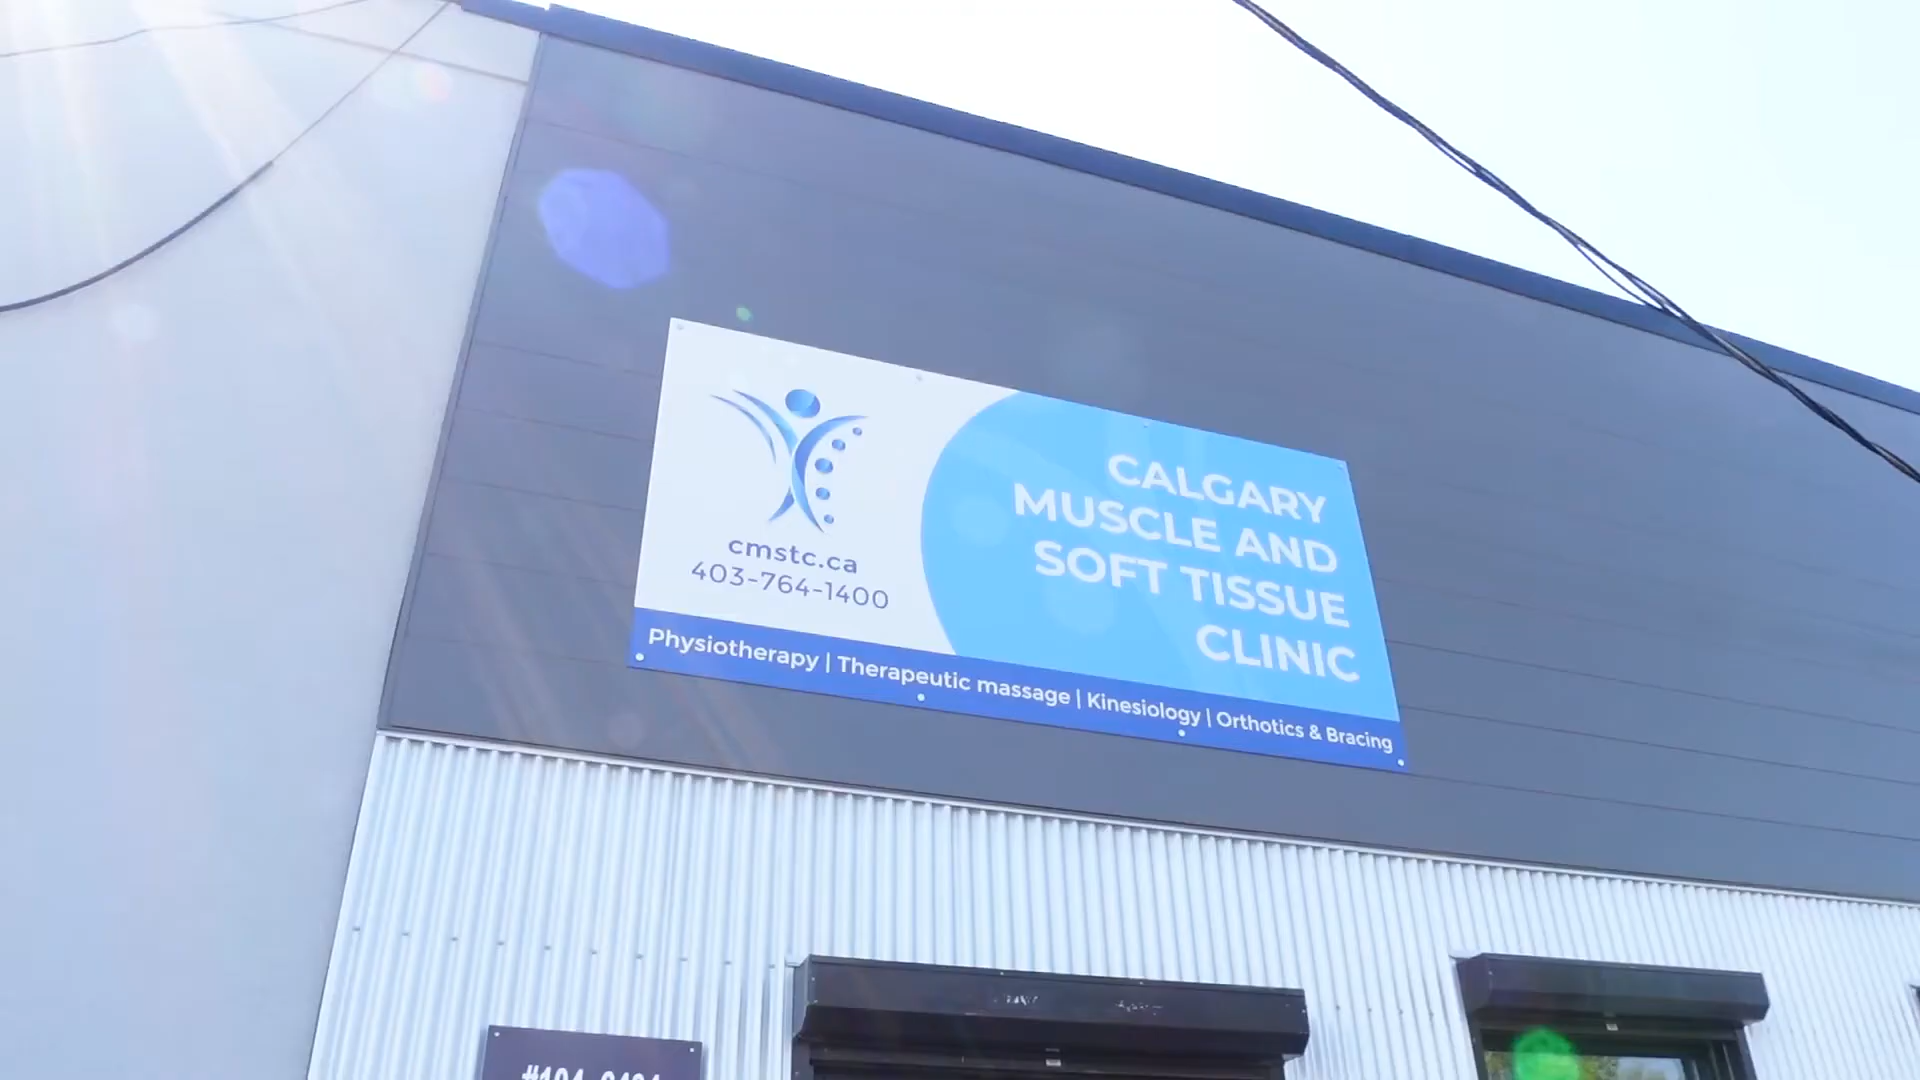 cmstc.ca
403-764-1400
CALGARY
MUSCLE AND
SOFT TISSUE
CLINIC
Physiotherapy | Therapeutic massage | Kinesiology | Orthotics & Bracing